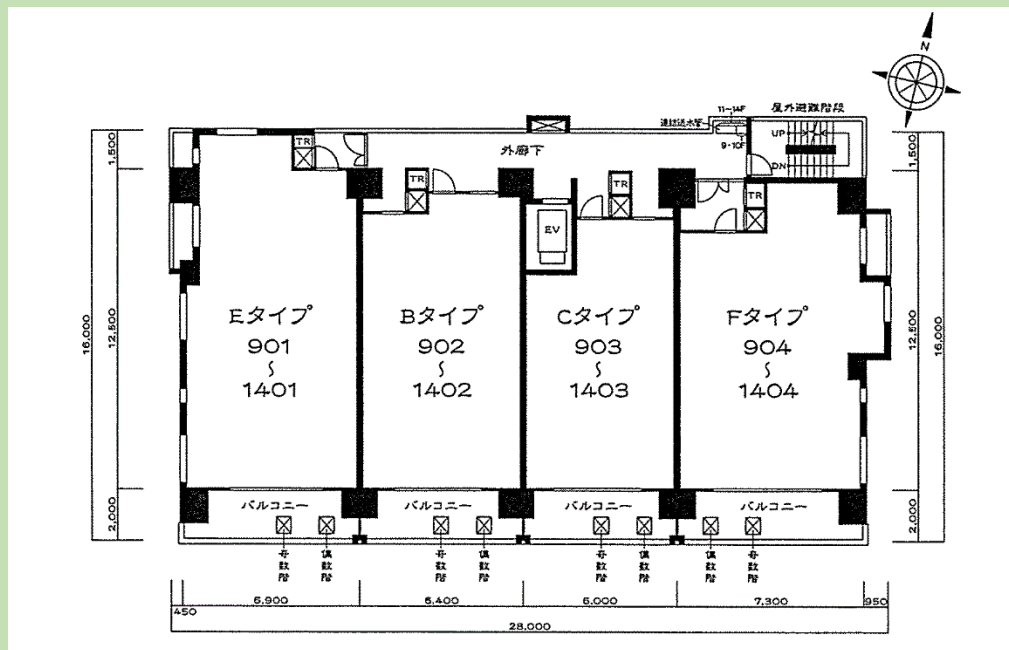 N
11~14F
屋外避難階段
連結送水管
UP
9・10F
DN
外廊下
TR
TR
TR
TR
EV
Eタイプ
901
~
1401
Bタイプ
902
~
1402
Cタイプ
903
~
1403
Fタイプ
904
~
1404
1,500
12,500
2,000
16,000
1,500
12,500
2,000
16,000
バルコニー
バルコニー
バルコニー
バルコニー
奇数階
偶数階
奇数階
偶数階
奇数階
偶数階
偶数階
奇数階
450
6,900
6,400
6,000
7,300
950
28,000